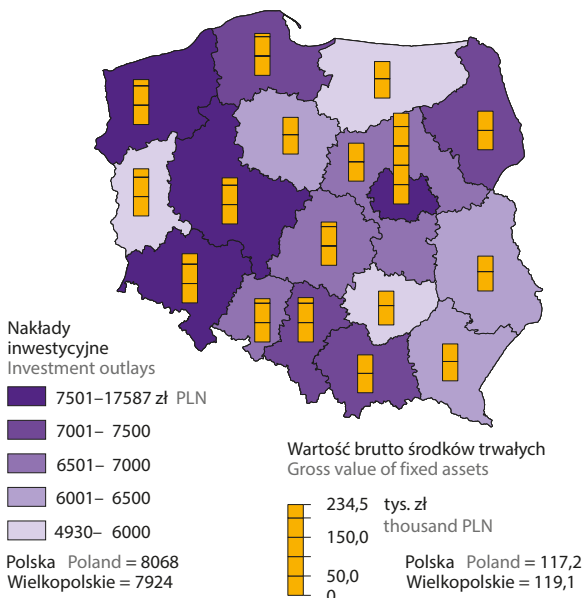 Nakłady
inwestycyjne
Investment outlays
7501–17587 zł PLN
7001– 7500
6501– 7000
6001– 6500
4930– 6000
Polska Poland = 8068
Wielkopolskie = 7924
Wartość brutto środków trwałych
Gross value of fixed assets
234,5 tys. zł
thousand PLN
150,0
50,0
0
Polska Poland = 117,2
Wielkopolskie = 119,1